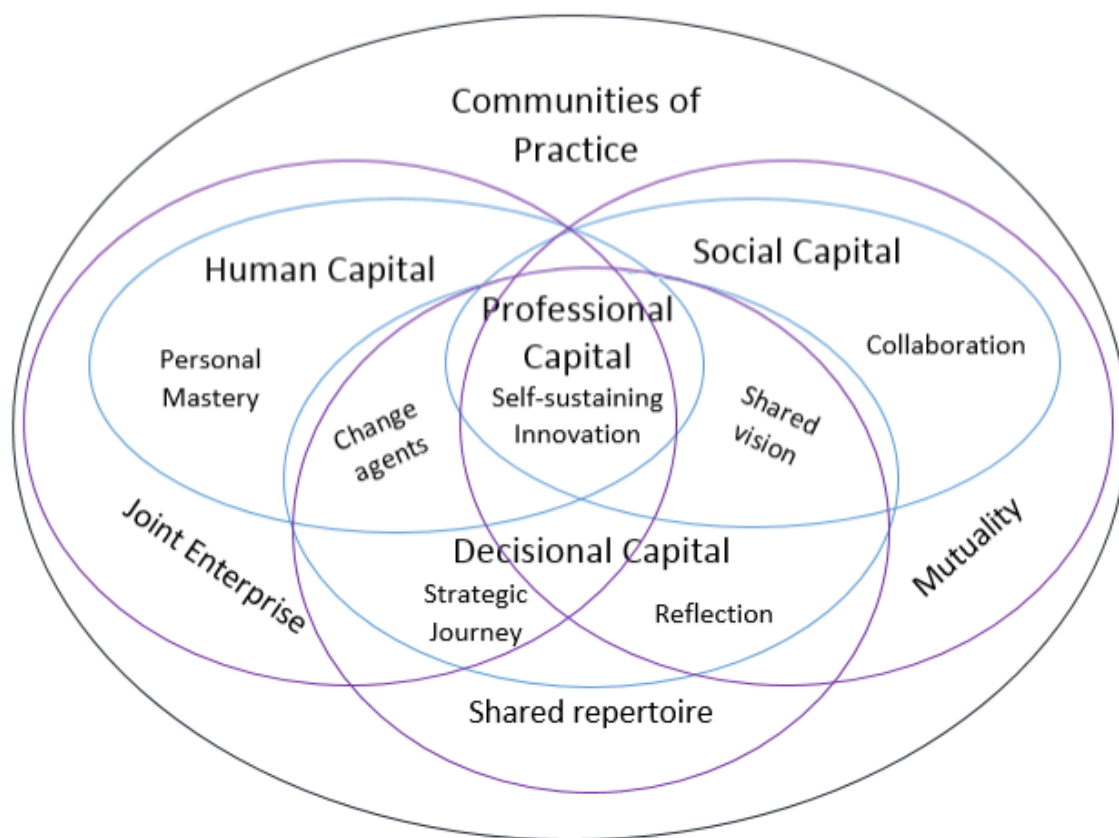 Communities of
Practice
Human Capital
Social Capital
Professional
Capital
Self-sustaining
Innovation
Personal
Mastery
Collaboration
Change
agents
Shared
vision
Joint Enterprise
Mutuality
Decisional Capital
Strategic
Journey
Reflection
Shared repertoire